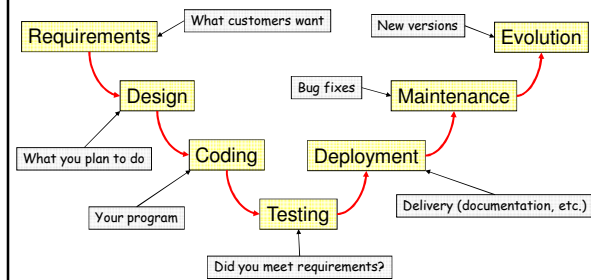 What customers want
New versions
Requirements
Evolution
Bug fixes
Design
Maintenance
What you plan to do
Coding
Deployment
Your program
Testing
Delivery (documentation, etc.)
Did you meet requirements?